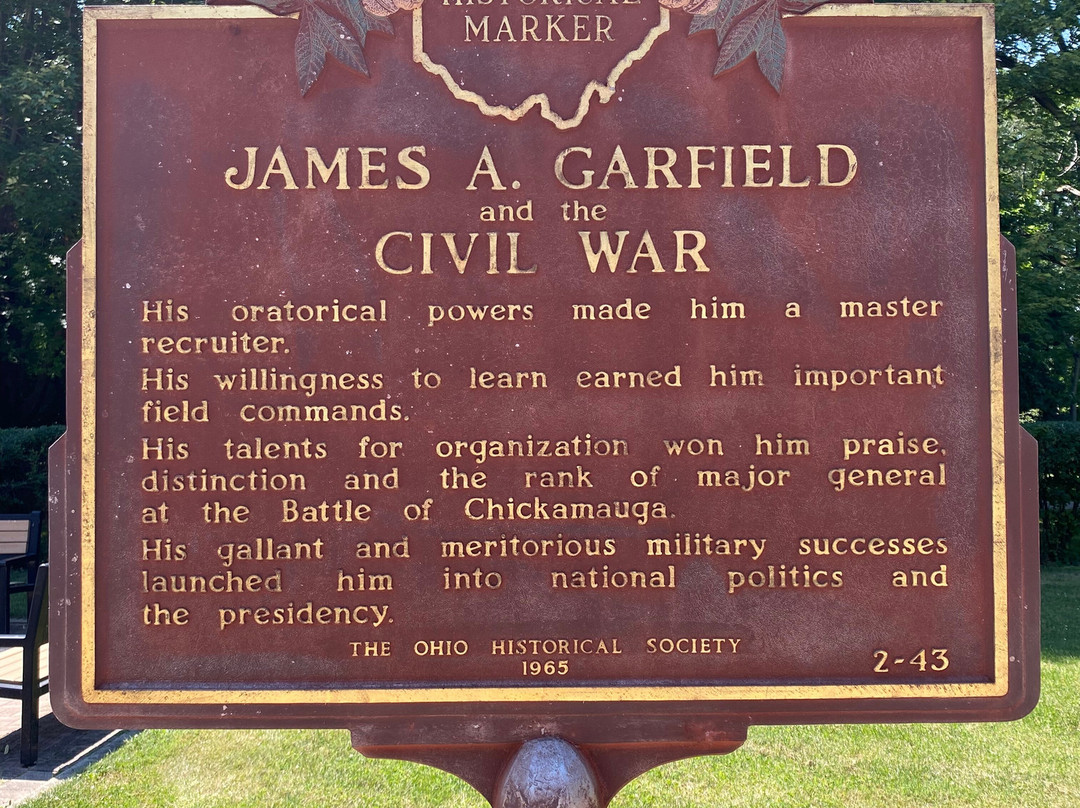 HISTORICAL
MARKER
JAMES A. GARFIELD
and the
CIVIL WAR
His oratorical powers made him a master
recruiter.
His willingness to learn earned him important
field commands.
His talents for organization won him praise,
distinction and the rank of major general
at the Battle of Chickamauga.
His gallant and meritorious military successes
launched him into national politics and
the presidency.
THE OHIO HISTORICAL SOCIETY
1965
2-43